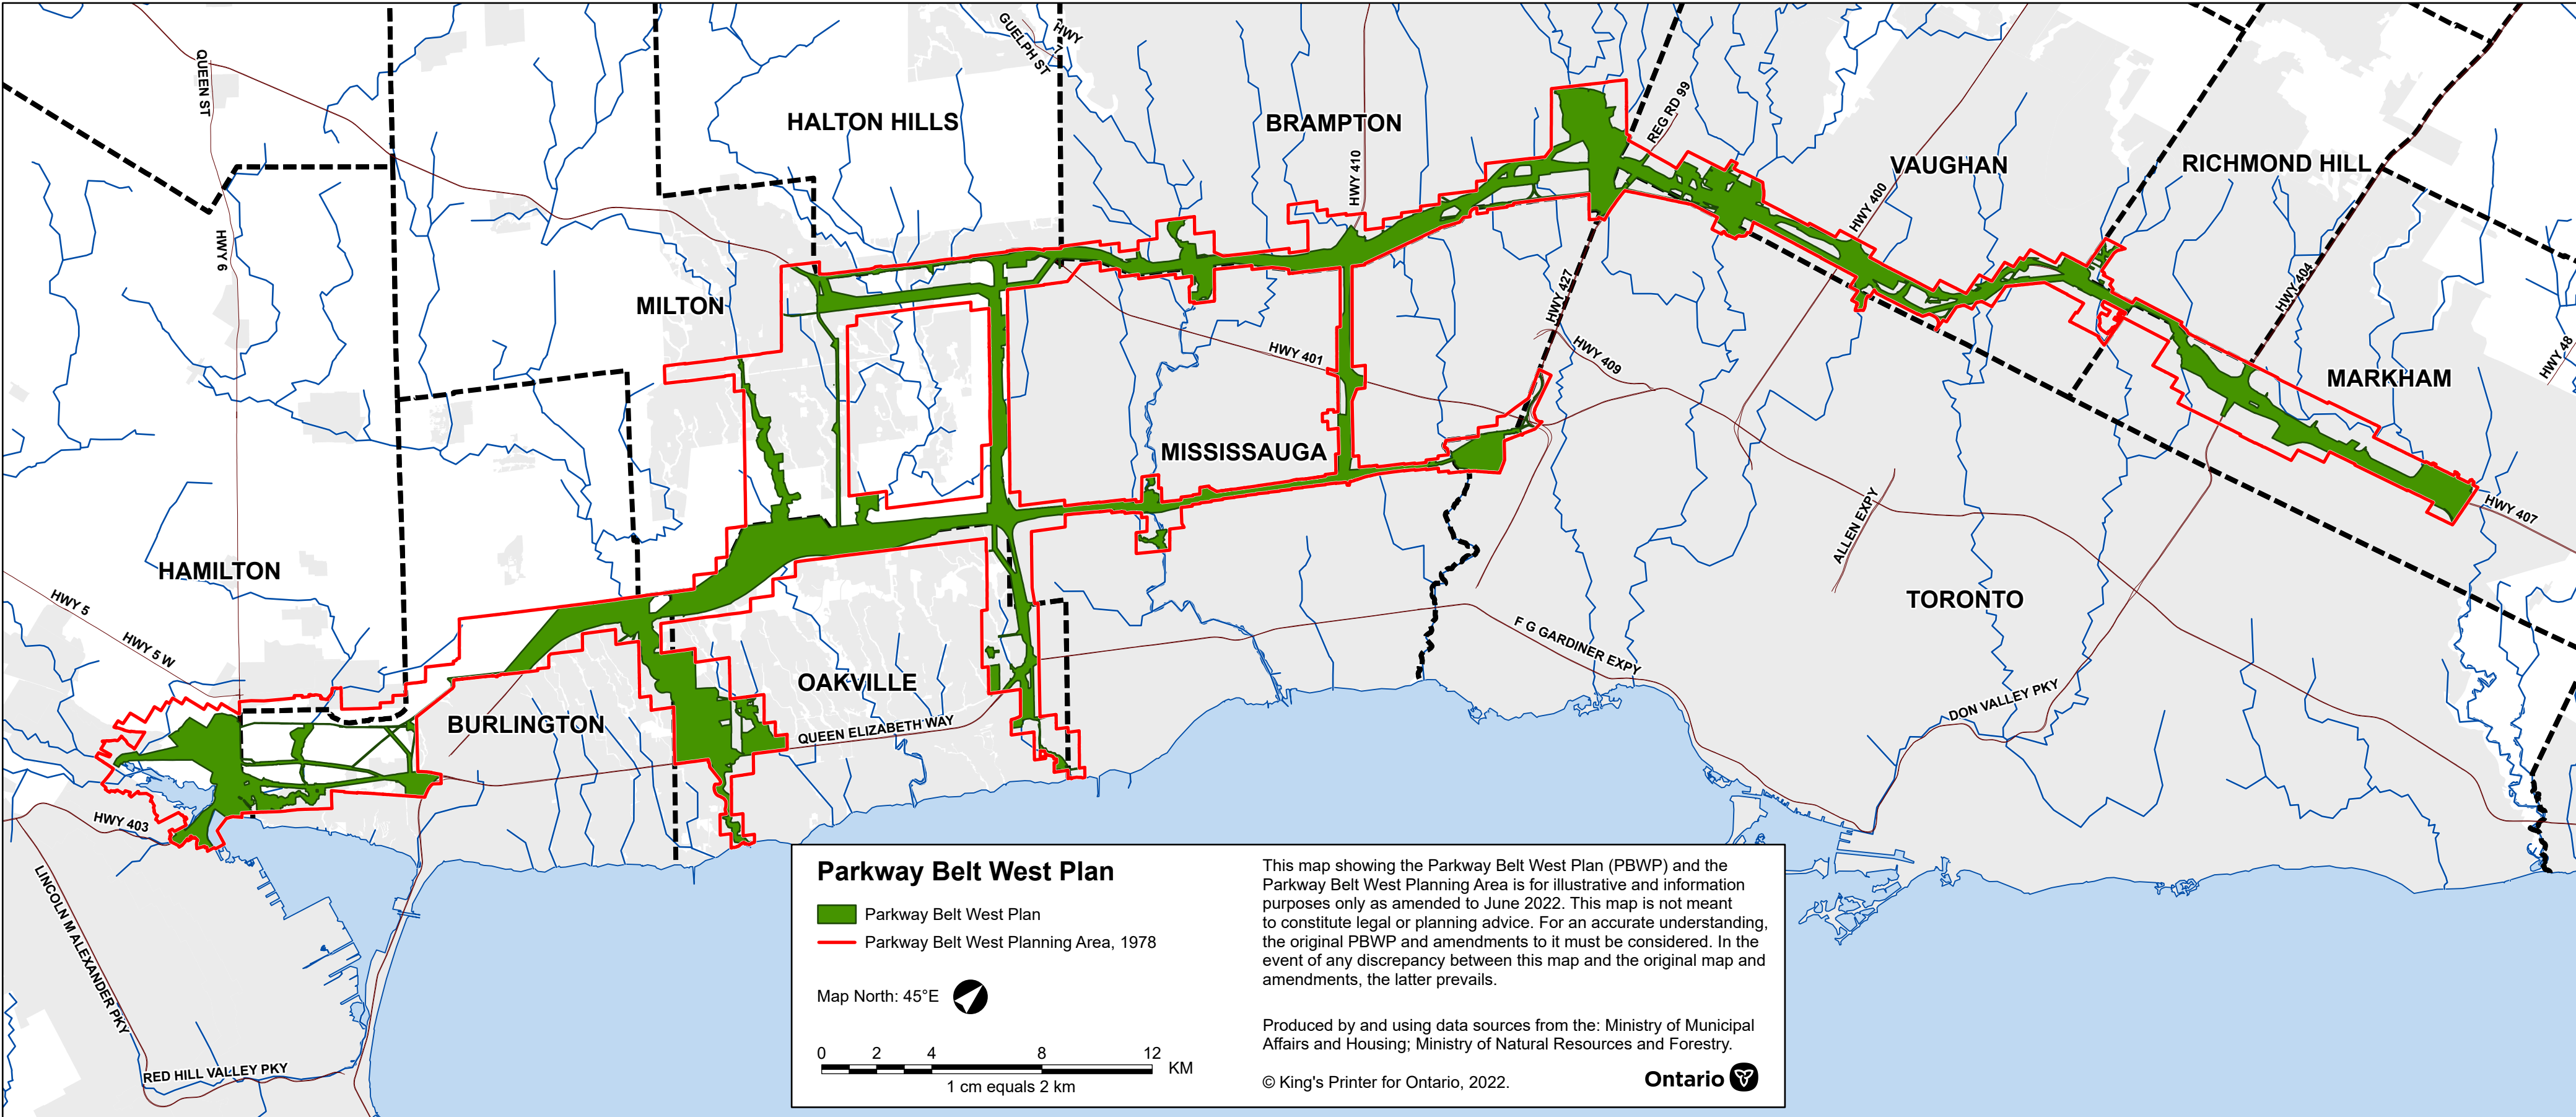 QUEEN ST
GUELPH ST
HWY
7
HALTON HILLS
BRAMPTON
HWY 410
REG RD 99
VAUGHAN
HWY 400
RICHMOND HILL
HWY 6
MILTON
HWY 427
HWY 404
HWY 401
HWY 409
HWY 48
MARKHAM
MISSISSAUGA
ALLEN EXPY
HWY 407
HAMILTON
HWY 5
HWY 5 W
TORONTO
F G GARDINER EXPY
OAKVILLE
BURLINGTON
QUEEN ELIZABETH WAY
DON VALLEY PKY
HWY 403
LINCOLN M ALEXANDER PKY
RED HILL VALLEY PKY
Parkway Belt West Plan
Parkway Belt West Plan
Parkway Belt West Planning Area, 1978
Map North: 45°E
0 2 4 8 12
KM
1 cm equals 2 km
This map showing the Parkway Belt West Plan (PBWP) and the
Parkway Belt West Planning Area is for illustrative and information
purposes only as amended to June 2022. This map is not meant
to constitute legal or planning advice. For an accurate understanding,
the original PBWP and amendments to it must be considered. In the
event of any discrepancy between this map and the original map and
amendments, the latter prevails.
Produced by and using data sources from the: Ministry of Municipal
Affairs and Housing; Ministry of Natural Resources and Forestry.
© King's Printer for Ontario, 2022.
Ontario